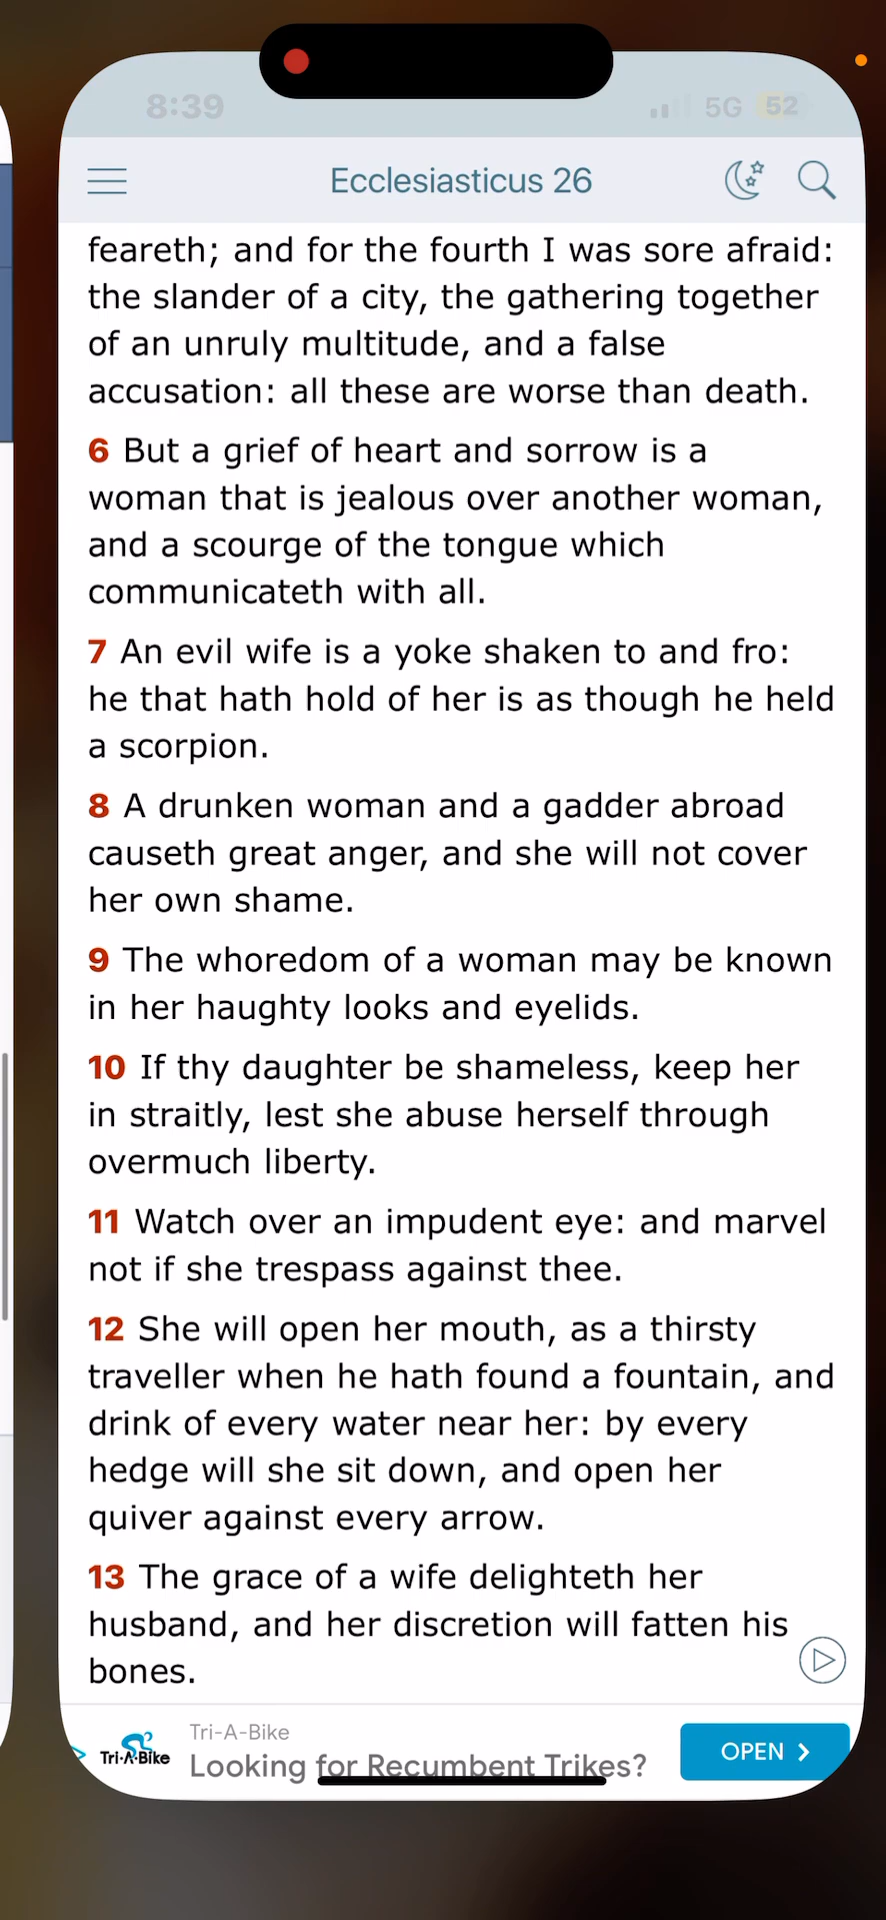 8:39
5G 52
Ecclesiasticus 26
feareth; and for the fourth I was sore afraid:
the slander of a city, the gathering together
of an unruly multitude, and a false
accusation: all these are worse than death.
6 But a grief of heart and sorrow is a
woman that is jealous over another woman,
and a scourge of the tongue which
communicateth with all.
7 An evil wife is a yoke shaken to and fro:
he that hath hold of her is as though he held
a scorpion.
8 A drunken woman and a gadder abroad
causeth great anger, and she will not cover
her own shame.
9 The whoredom of a woman may be known
in her haughty looks and eyelids.
10 If thy daughter be shameless, keep her
in straitly, lest she abuse herself through
overmuch liberty.
11 Watch over an impudent eye: and marvel
not if she trespass against thee.
12 She will open her mouth, as a thirsty
traveller when he hath found a fountain, and
drink of every water near her: by every
hedge will she sit down, and open her
quiver against every arrow.
13 The grace of a wife delighteth her
husband, and her discretion will fatten his
bones.
Tri-A-Bike
Tri-A-Bike
Looking for Recumbent Trikes?
OPEN